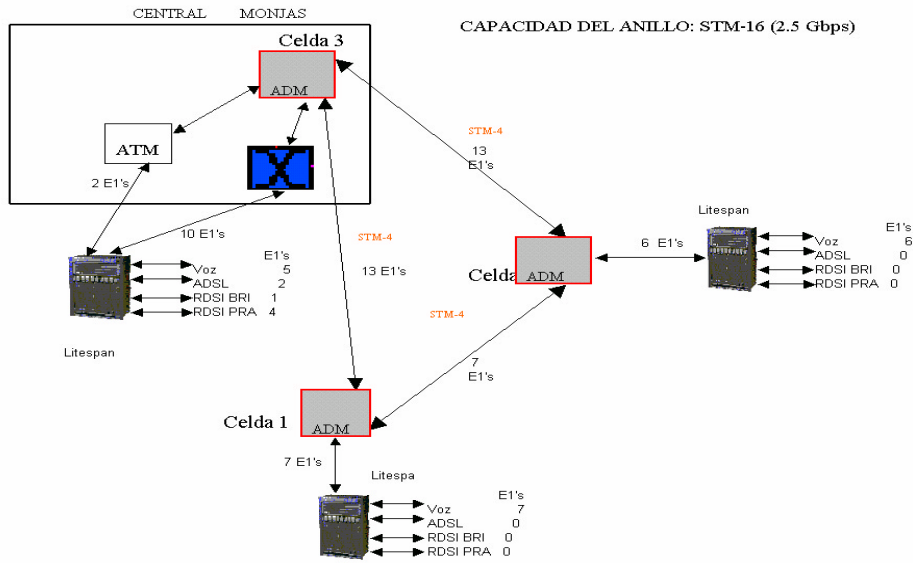 CENTRAL MONJAS
CAPACIDAD DEL ANILLO: STM-16 (2.5 Gbps)
Celda 3
ADM
ATM
2 E1's
10 E1's
STM-4
13
E1's
STM-4
13 E1's
Litespan
E1's
Voz 5
ADSL 2
RDSI BRI 1
RDSI PRA 4
Celda
ADM
6 E1's
Litespan
E1's
Voz 6
ADSL 0
RDSI BRI 0
RDSI PRA 0
STM-4
7
E1's
Celda 1
ADM
7 E1's
Litespa
E1's
Voz 7
ADSL 0
RDSI BRI 0
RDSI PRA 0